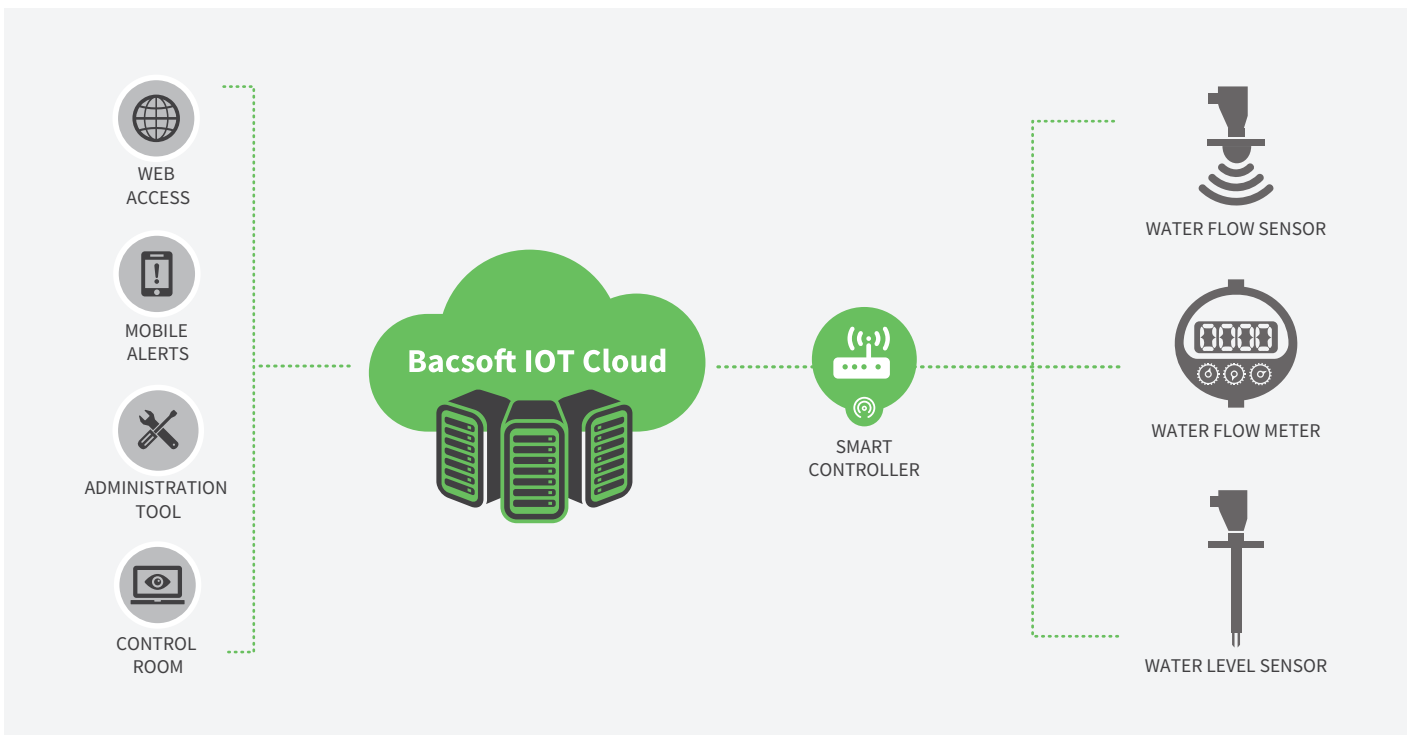 WEB
ACCESS
MOBILE
ALERTS
ADMINISTRATION
TOOL
CONTROL
ROOM
Bacsoft IOT Cloud
SMART
CONTROLLER
WATER FLOW SENSOR
0000
WATER FLOW METER
WATER LEVEL SENSOR